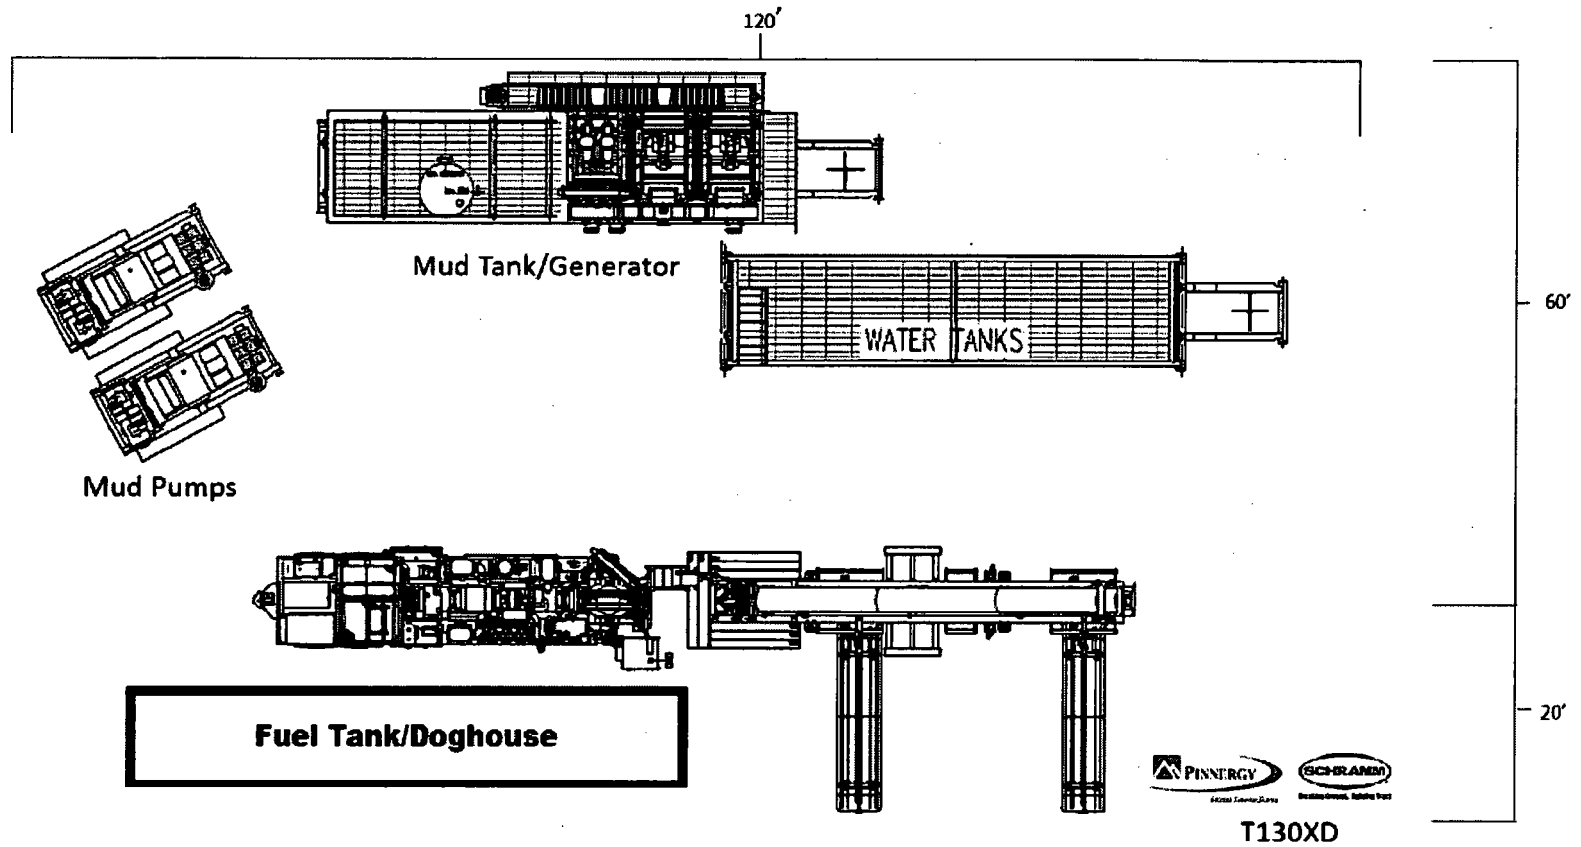 120'
Mud Tank/Generator
WATER TANKS
60'
Mud Pumps
Fuel Tank/Doghouse
20'
PINNERGY
SCHRAMM
T130XD